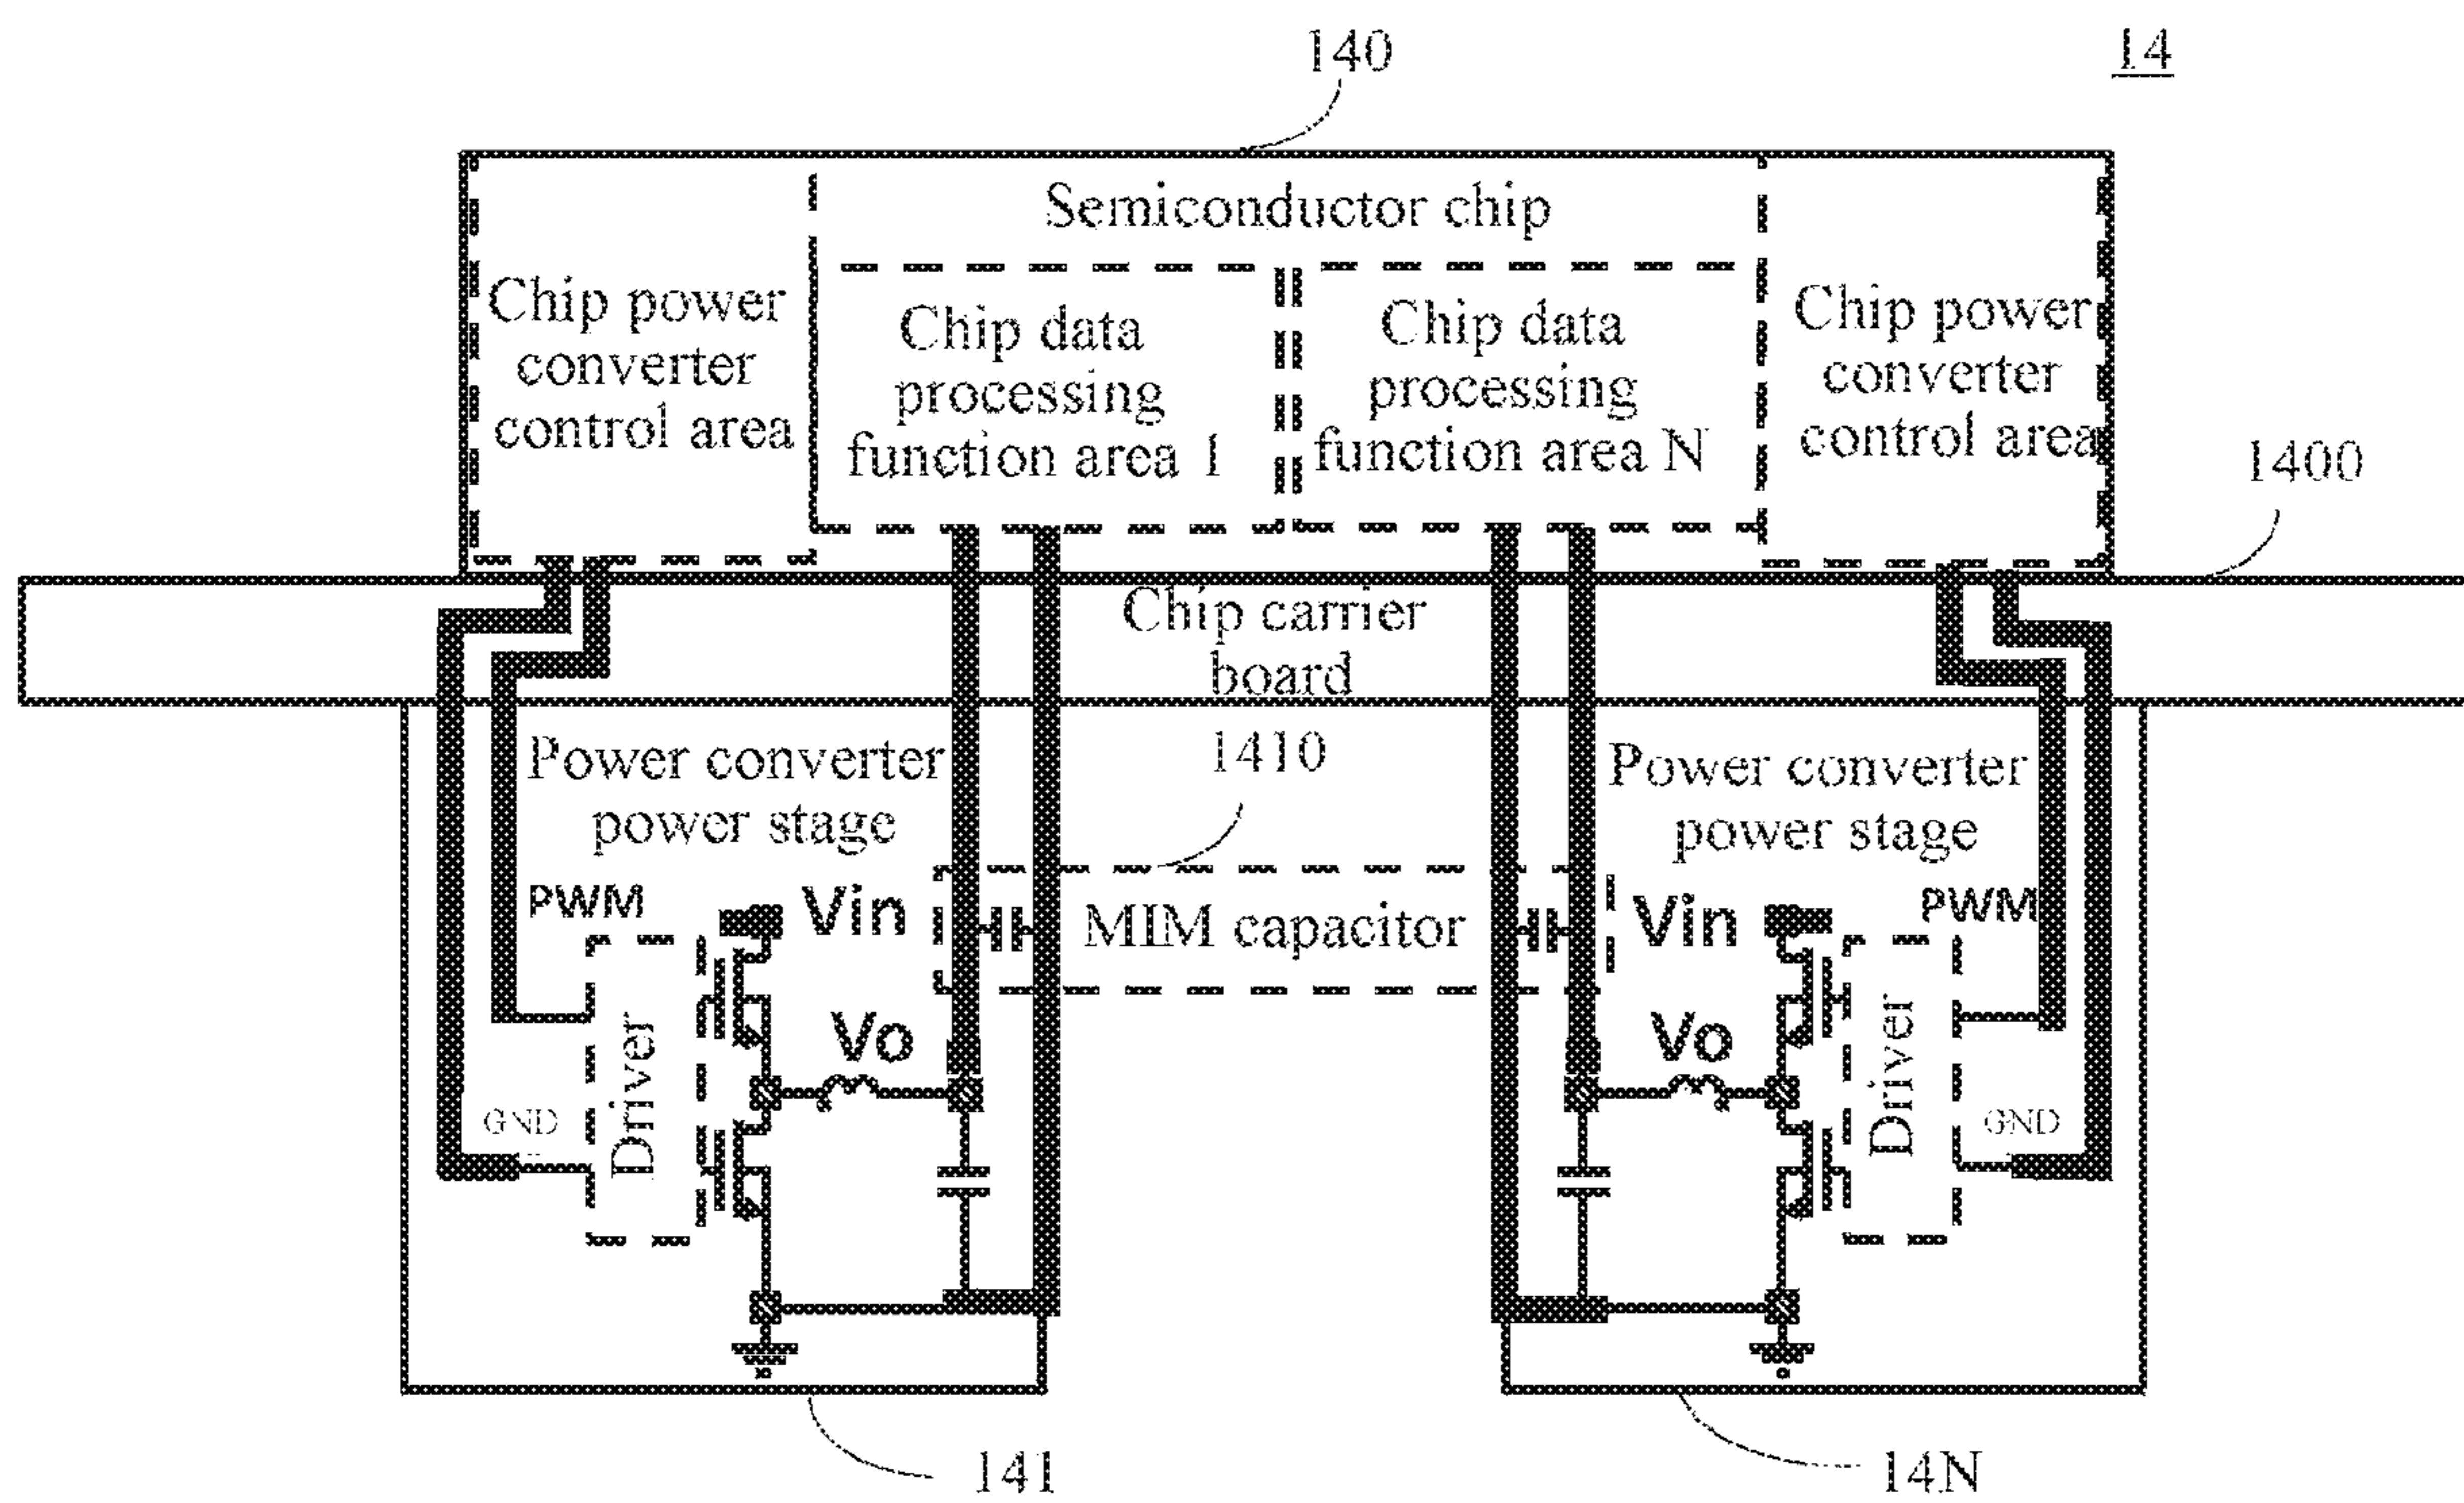 140
14
Semiconductor chip
Chip power
converter
control area
Chip data
processing
function area 1
Chip data
processing
function area N
Chip power
converter
control area
1400
Chip carrier
board
Power converter
power stage
1410
Power converter
power stage
PWM
Vin
MIM capacitor
Vin
PWM
Driver
Vo
Vo
Driver
GND
GND
141
14N